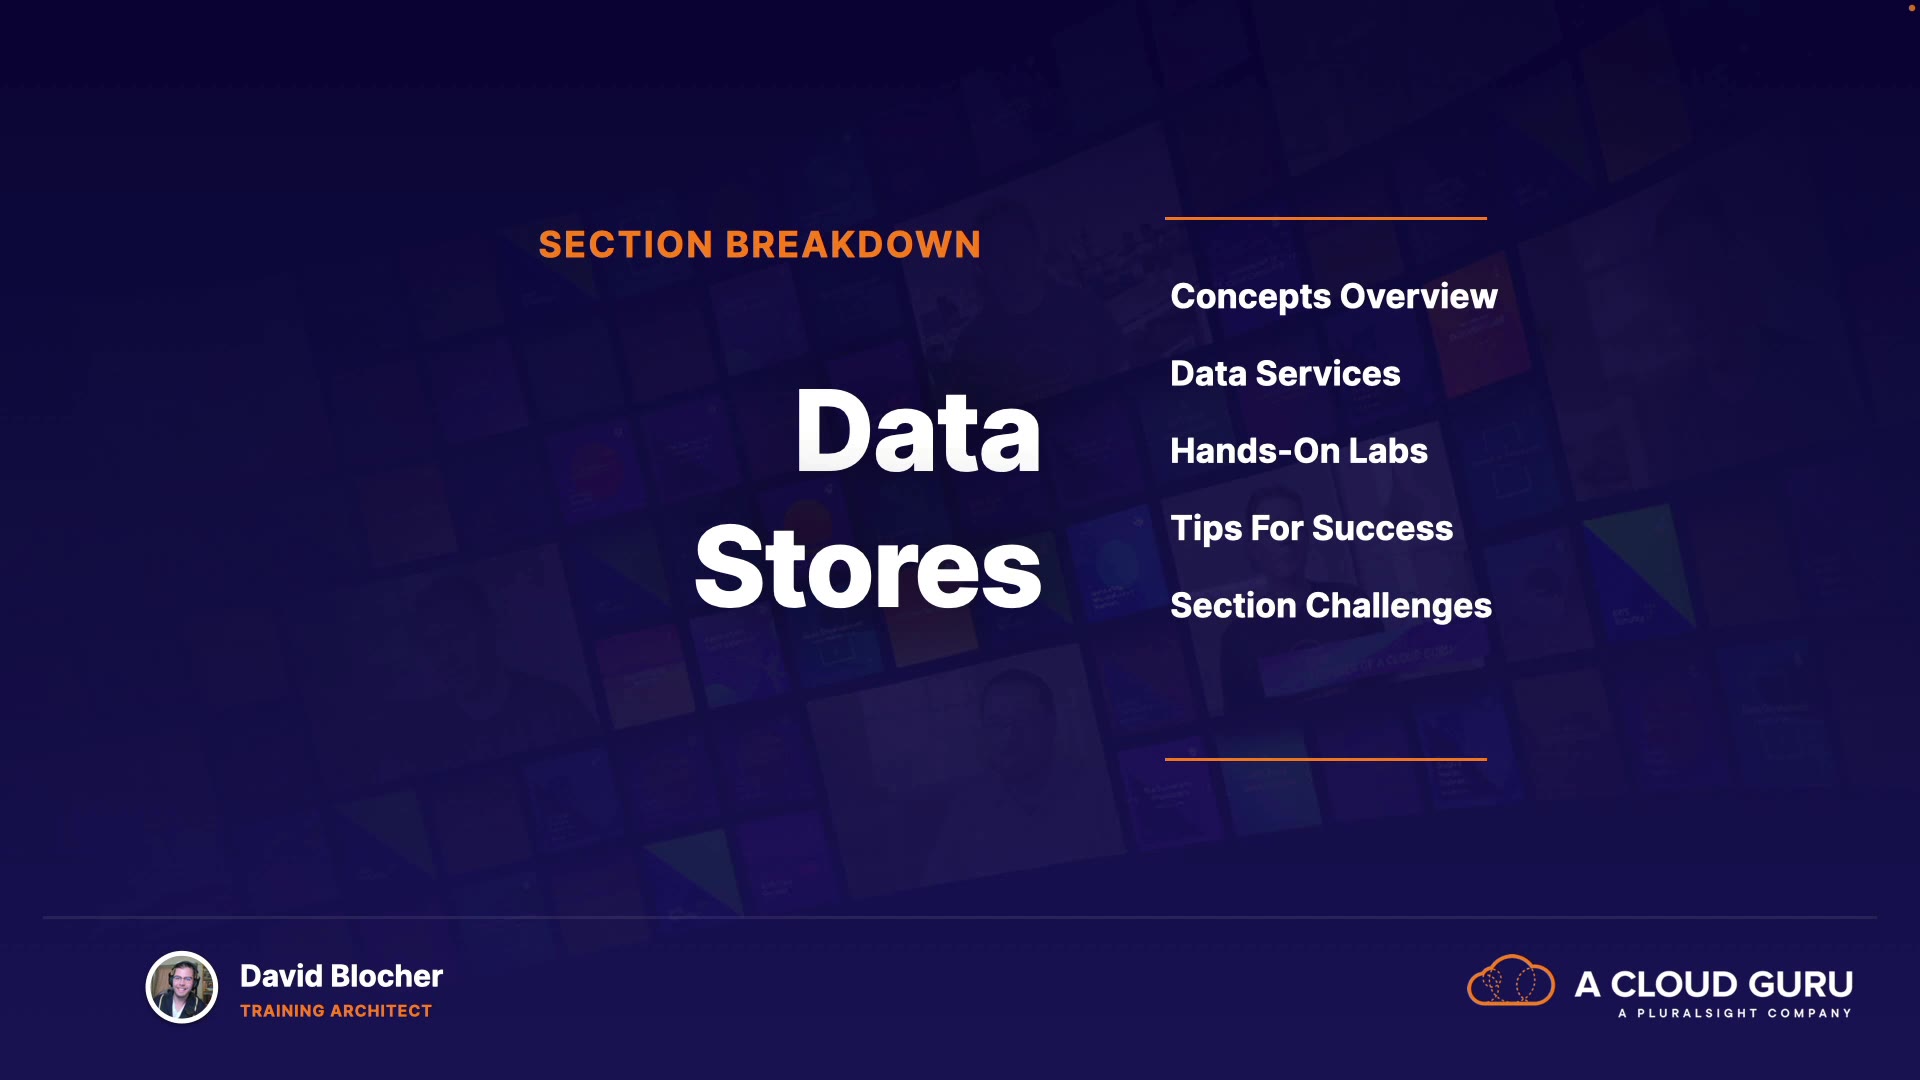 SECTION BREAKDOWN
Data
Stores
Concepts Overview
Data Services
Hands-On Labs
Tips For Success
Section Challenges
David Blocher
TRAINING ARCHITECT
A CLOUD GURU
A PLURALSIGHT COMPANY